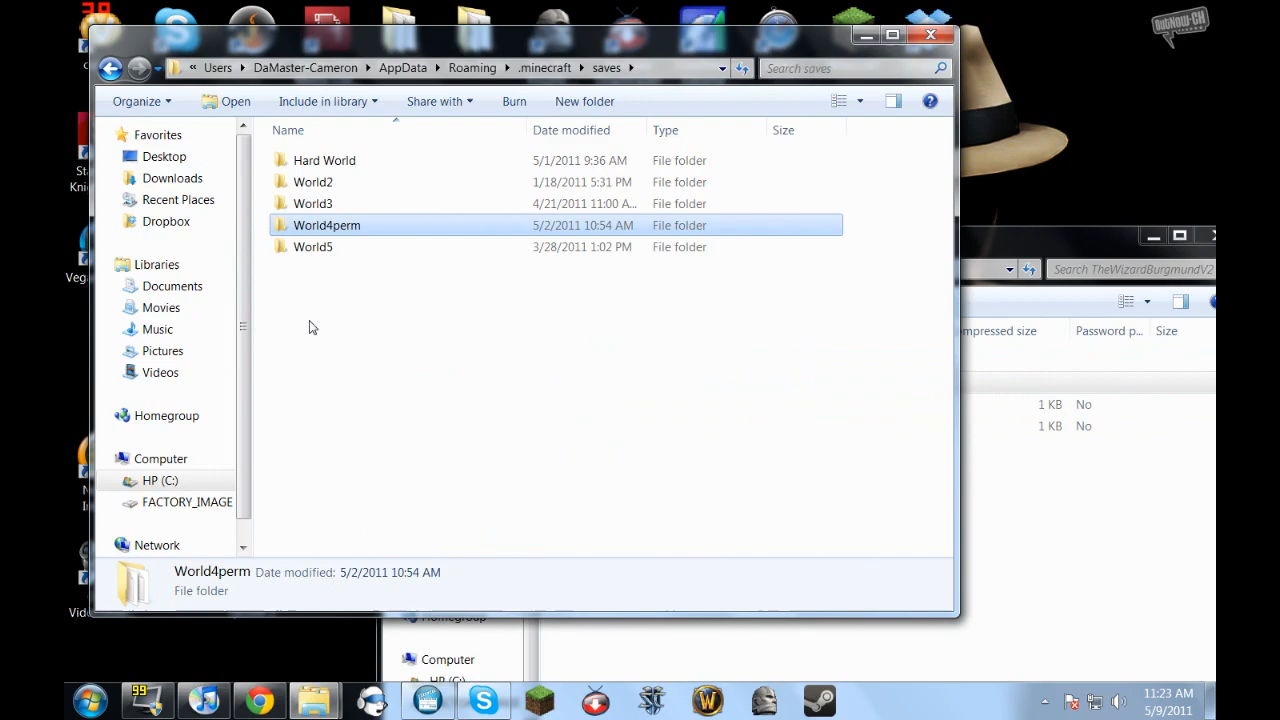 OutNow-CH
« Users ▸ DaMaster-Cameron ▸ AppData ▸ Roaming ▸ .minecraft ▸ saves ▸
Search saves
Organize
Open
Include in library
Share with
Burn
New folder
Name
Date modified
Type
Size
Favorites
Desktop
Downloads
Recent Places
Dropbox
Libraries
Documents
Movies
Music
Pictures
Videos
Homegroup
Computer
HP (C:)
FACTORY_IMAGE
Network
Hard World 5/1/2011 9:36 AM File folder
World2 1/18/2011 5:31 PM File folder
World3 4/21/2011 11:00 A... File folder
World4perm 5/2/2011 10:54 AM File folder
World5 3/28/2011 1:02 PM File folder
World4perm Date modified: 5/2/2011 10:54 AM
File folder
Search TheWizardBurgmundV2
Password p...
Size
1 KB No
1 KB No
Computer
99
11:23 AM
5/9/2011